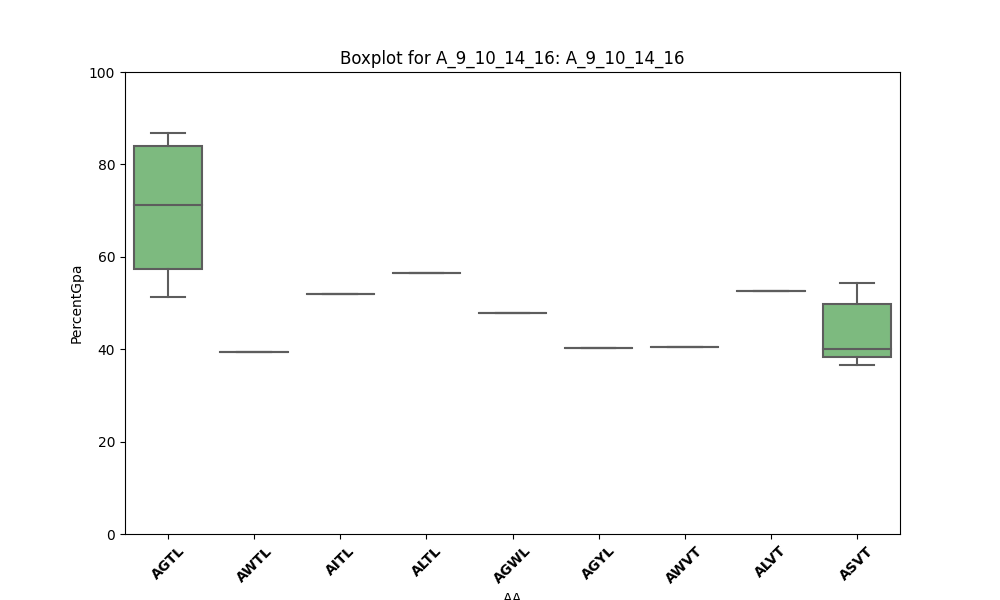 Boxplot for A_9_10_14_16: A_9_10_14_16
100
80
60
40
20
0
PercentGpa
AGTL
AWTL
AITL
ALTL
AGWL
AGYL
AWVT
ALVT
ASVT
AA